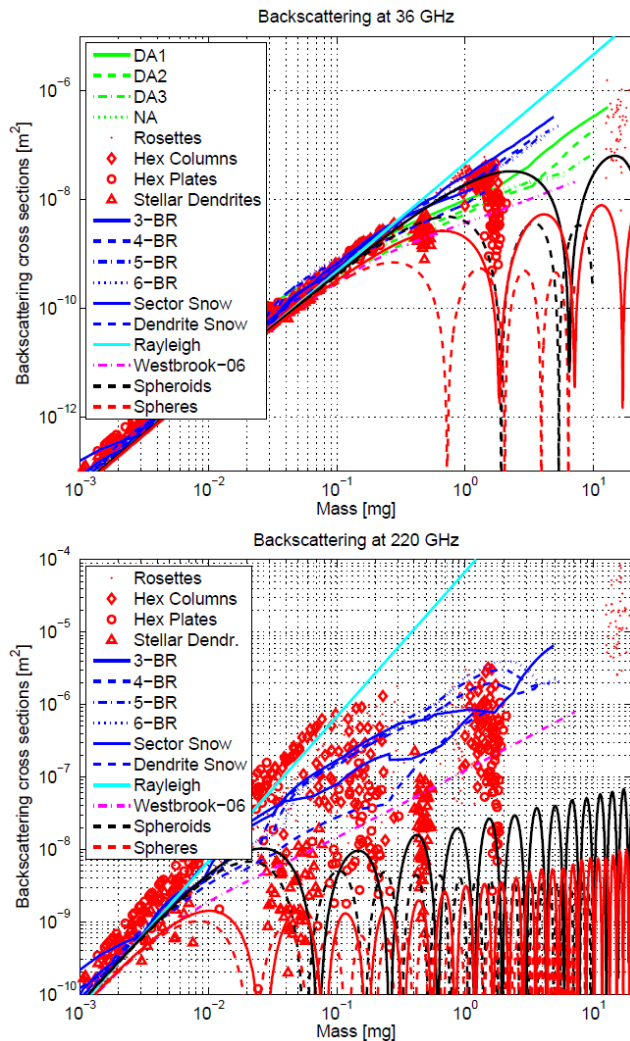 Backscattering at 36 GHz
Backscattering cross sections [m²]
10⁻⁶
10⁻⁸
10⁻¹⁰
10⁻¹²
DA1
DA2
DA3
NA
Rosettes
Hex Columns
Hex Plates
Stellar Dendrites
3−BR
4−BR
5−BR
6−BR
Sector Snow
Dendrite Snow
Rayleigh
Westbrook−06
Spheroids
Spheres
10⁻³ 10⁻² 10⁻¹ 10⁰ 10¹
Mass [mg]
Backscattering at 220 GHz
Backscattering cross sections [m²]
10⁻⁴
10⁻⁵
10⁻⁶
10⁻⁷
10⁻⁸
10⁻⁹
10⁻¹⁰
Rosettes
Hex Columns
Hex Plates
Stellar Dendr.
3−BR
4−BR
5−BR
6−BR
Sector Snow
Dendrite Snow
Rayleigh
Westbrook−06
Spheroids
Spheres
10⁻³ 10⁻² 10⁻¹ 10⁰ 10¹
Mass [mg]